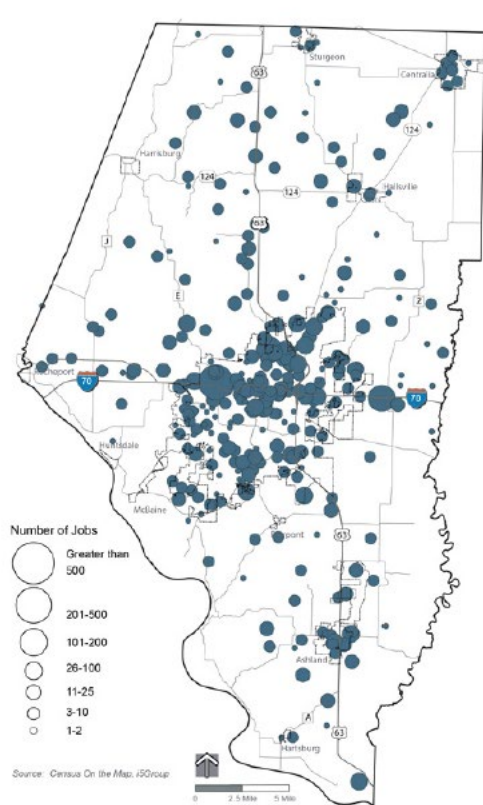 63
Sturgeon
Centralia
124
Harrisburg
124
124
Hallsville
63
J
E
Z
Rocheport
70
70
Huntsdale
McBaine
Pierpont
63
Number of Jobs
Greater than
500
201-500
101-200
26-100
11-25
3-10
1-2
Ashland
A
Hartsburg
63
Source: Census On the Map, i5Group
0
2.5 Mile
5 Mile